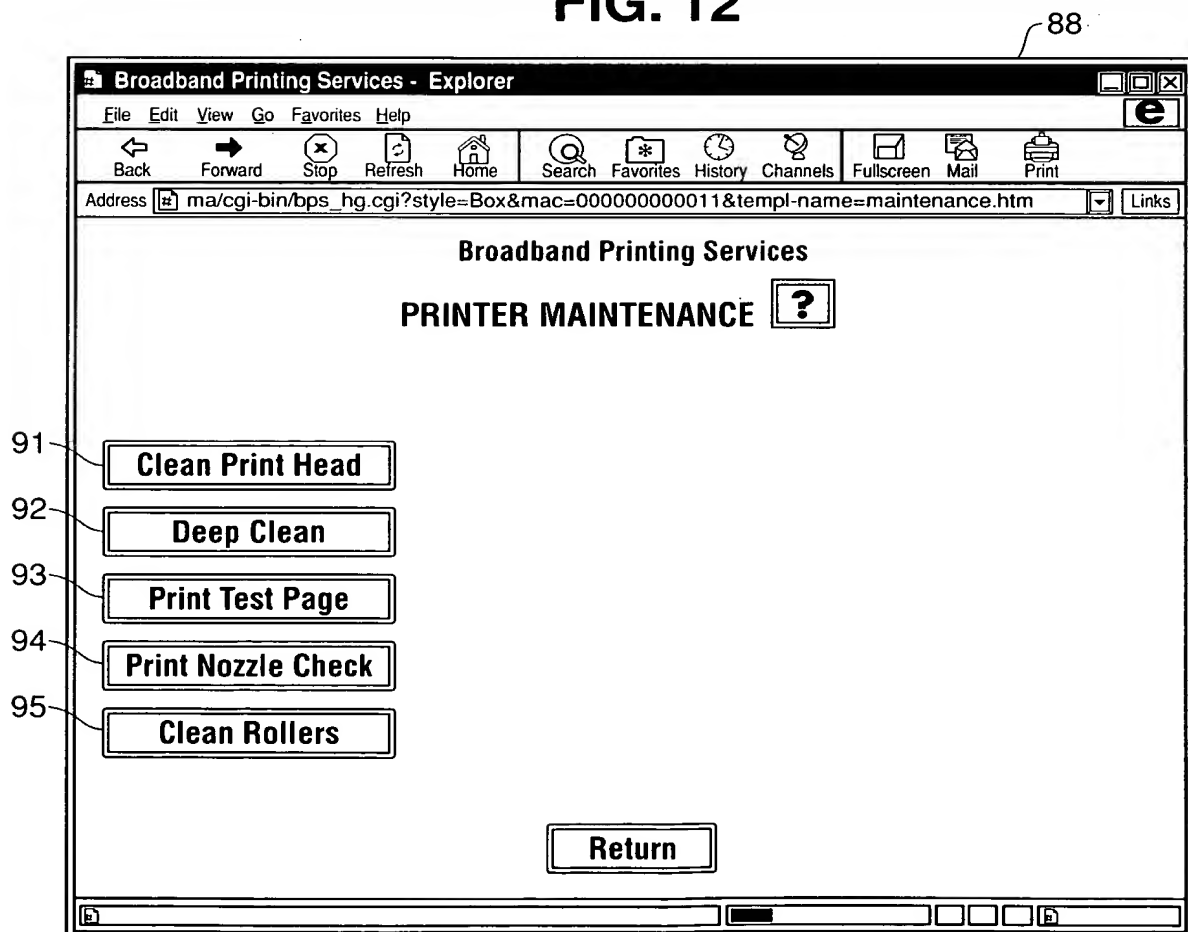 FIG. 12
88
Broadband Printing Services - Explorer
File Edit View Go Favorites Help
e
Back Forward Stop Refresh Home Search Favorites History Channels Fullscreen Mail Print
Address ma/cgi-bin/bps_hg.cgi?style=Box&mac=000000000011&templ-name=maintenance.htm Links
Broadband Printing Services
PRINTER MAINTENANCE ?
91 Clean Print Head
92 Deep Clean
93 Print Test Page
94 Print Nozzle Check
95 Clean Rollers
Return